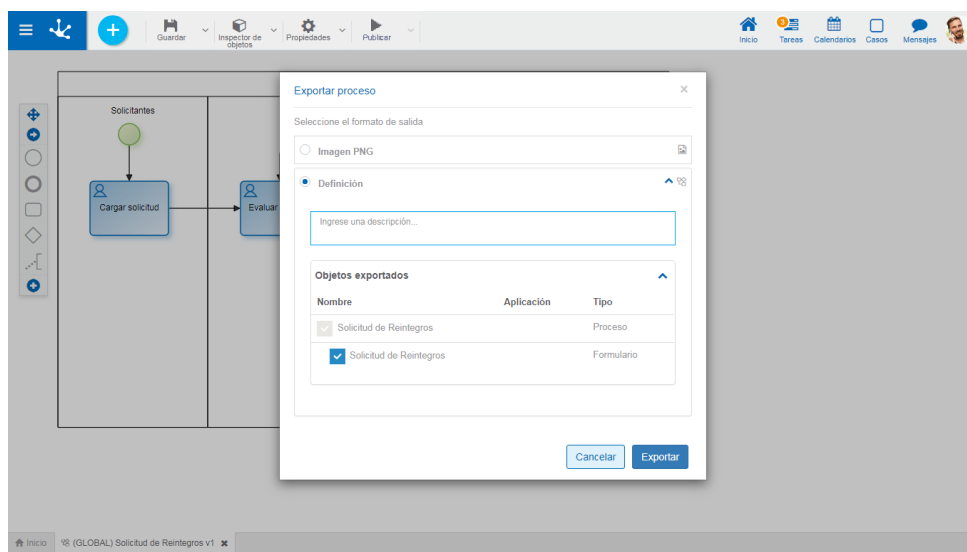 Guardar
Inspector de
objetos
Propiedades
Publicar
Inicio
3
Tareas
Calendarios
Casos
Mensajes
Solicitantes
Cargar solicitud
Evaluar
Exportar proceso
Seleccione el formato de salida
Imagen PNG
Definición
Ingrese una descripción...
Objetos exportados
Nombre Aplicación Tipo
Solicitud de Reintegros Proceso
Solicitud de Reintegros Formulario
Cancelar Exportar
Inicio (GLOBAL) Solicitud de Reintegros v1